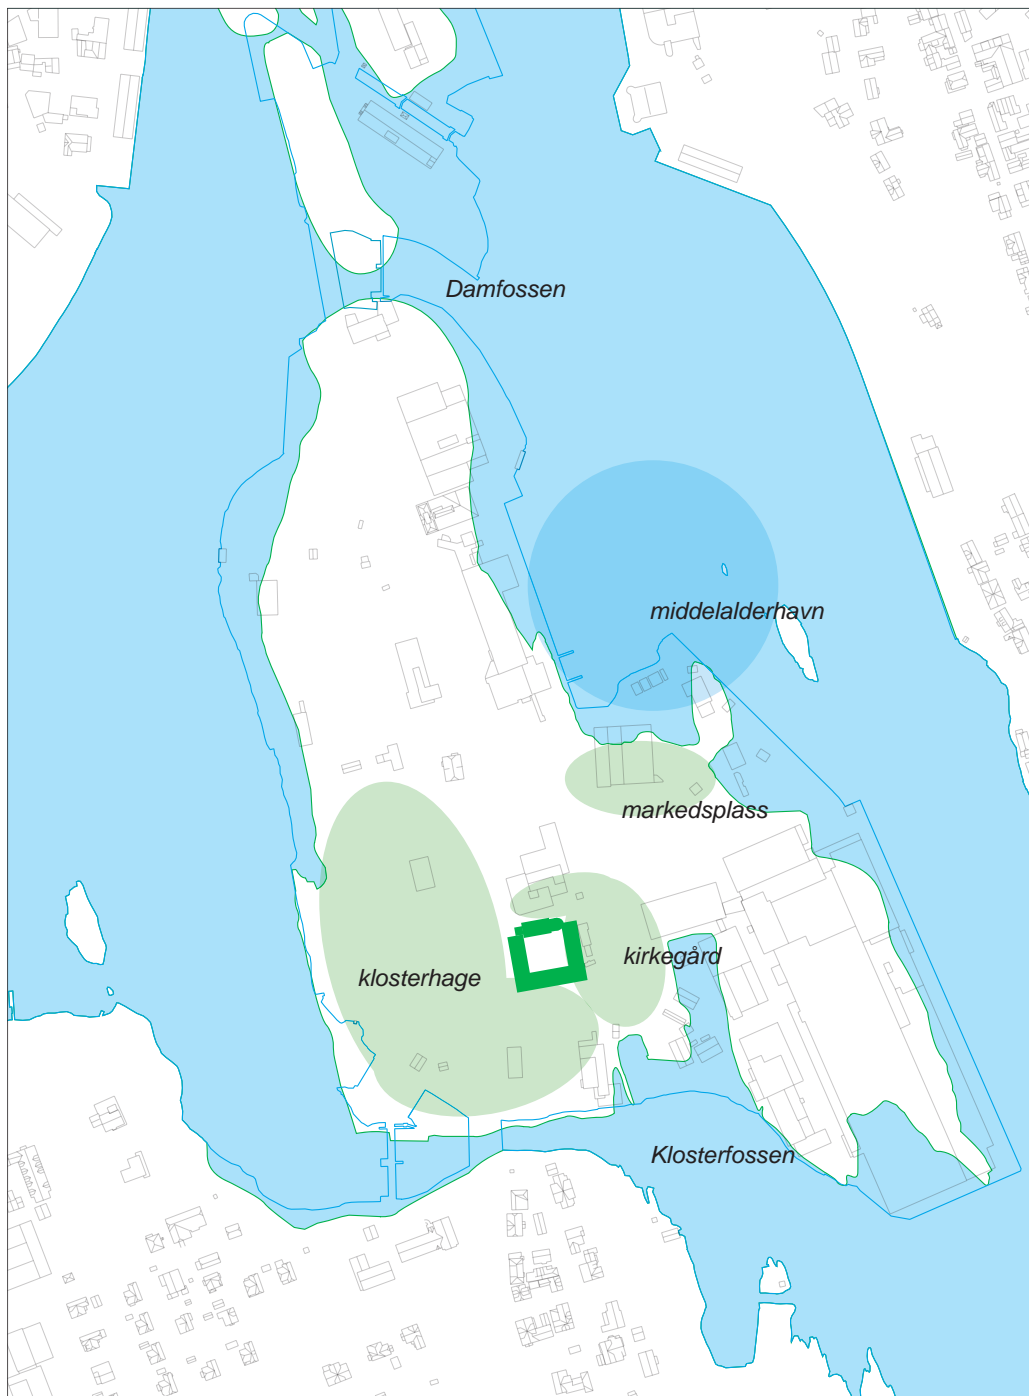 Damfossen
middelalderhavn
markedsplass
kirkegård
klosterhage
Klosterfossen